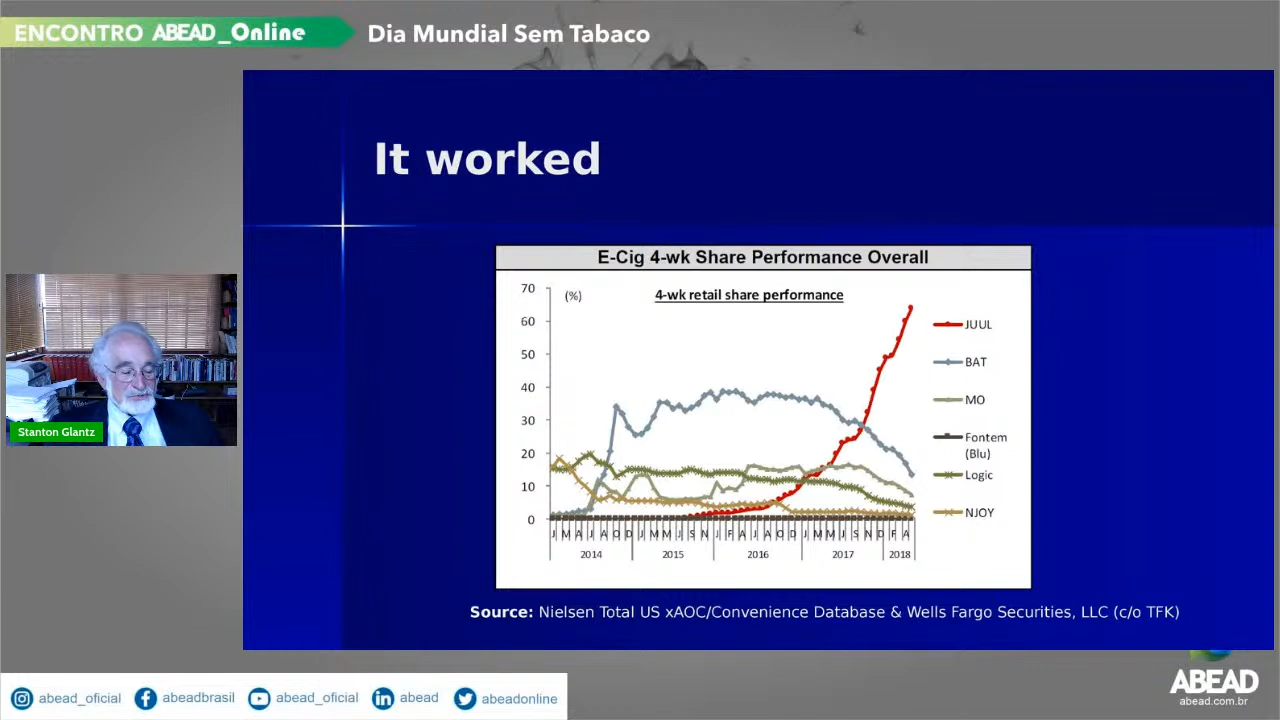 ENCONTRO ABEAD_Online
Dia Mundial Sem Tabaco
It worked
E-Cig 4-wk Share Performance Overall
(%)
4-wk retail share performance
70
60
50
40
30
20
10
0
JUUL
BAT
MO
Fontem
(Blu)
Logic
NJOY
J M A J A O D J M M J S N J F A J A O D J M M J S N D F A
2014 2015 2016 2017 2018
Source: Nielsen Total US xAOC/Convenience Database & Wells Fargo Securities, LLC (c/o TFK)
Stanton Glantz
abead_oficial abeadbrasil abead_oficial abead abeadonline
ABEAD
abead.com.br